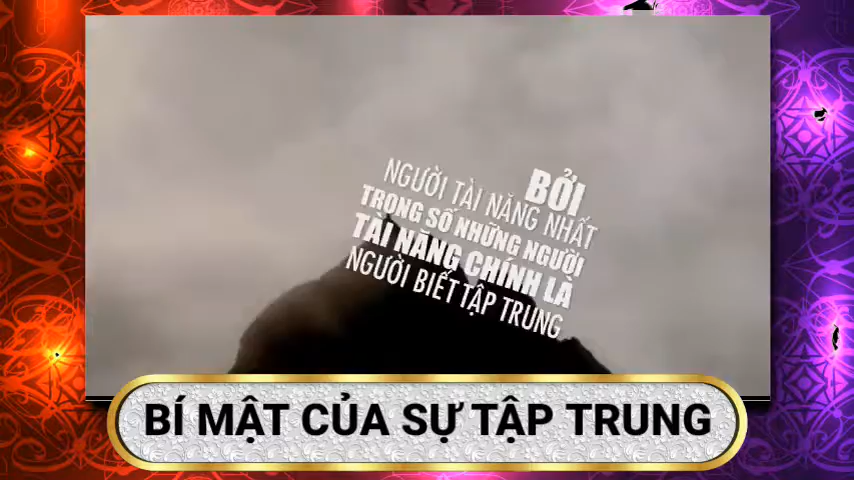 BỞI
NGƯỜI TÀI NĂNG NHẤT
TRONG SỐ NHỮNG NGƯỜI
TÀI NĂNG CHÍNH LÀ
NGƯỜI BIẾT TẬP TRUNG
BÍ MẬT CỦA SỰ TẬP TRUNG